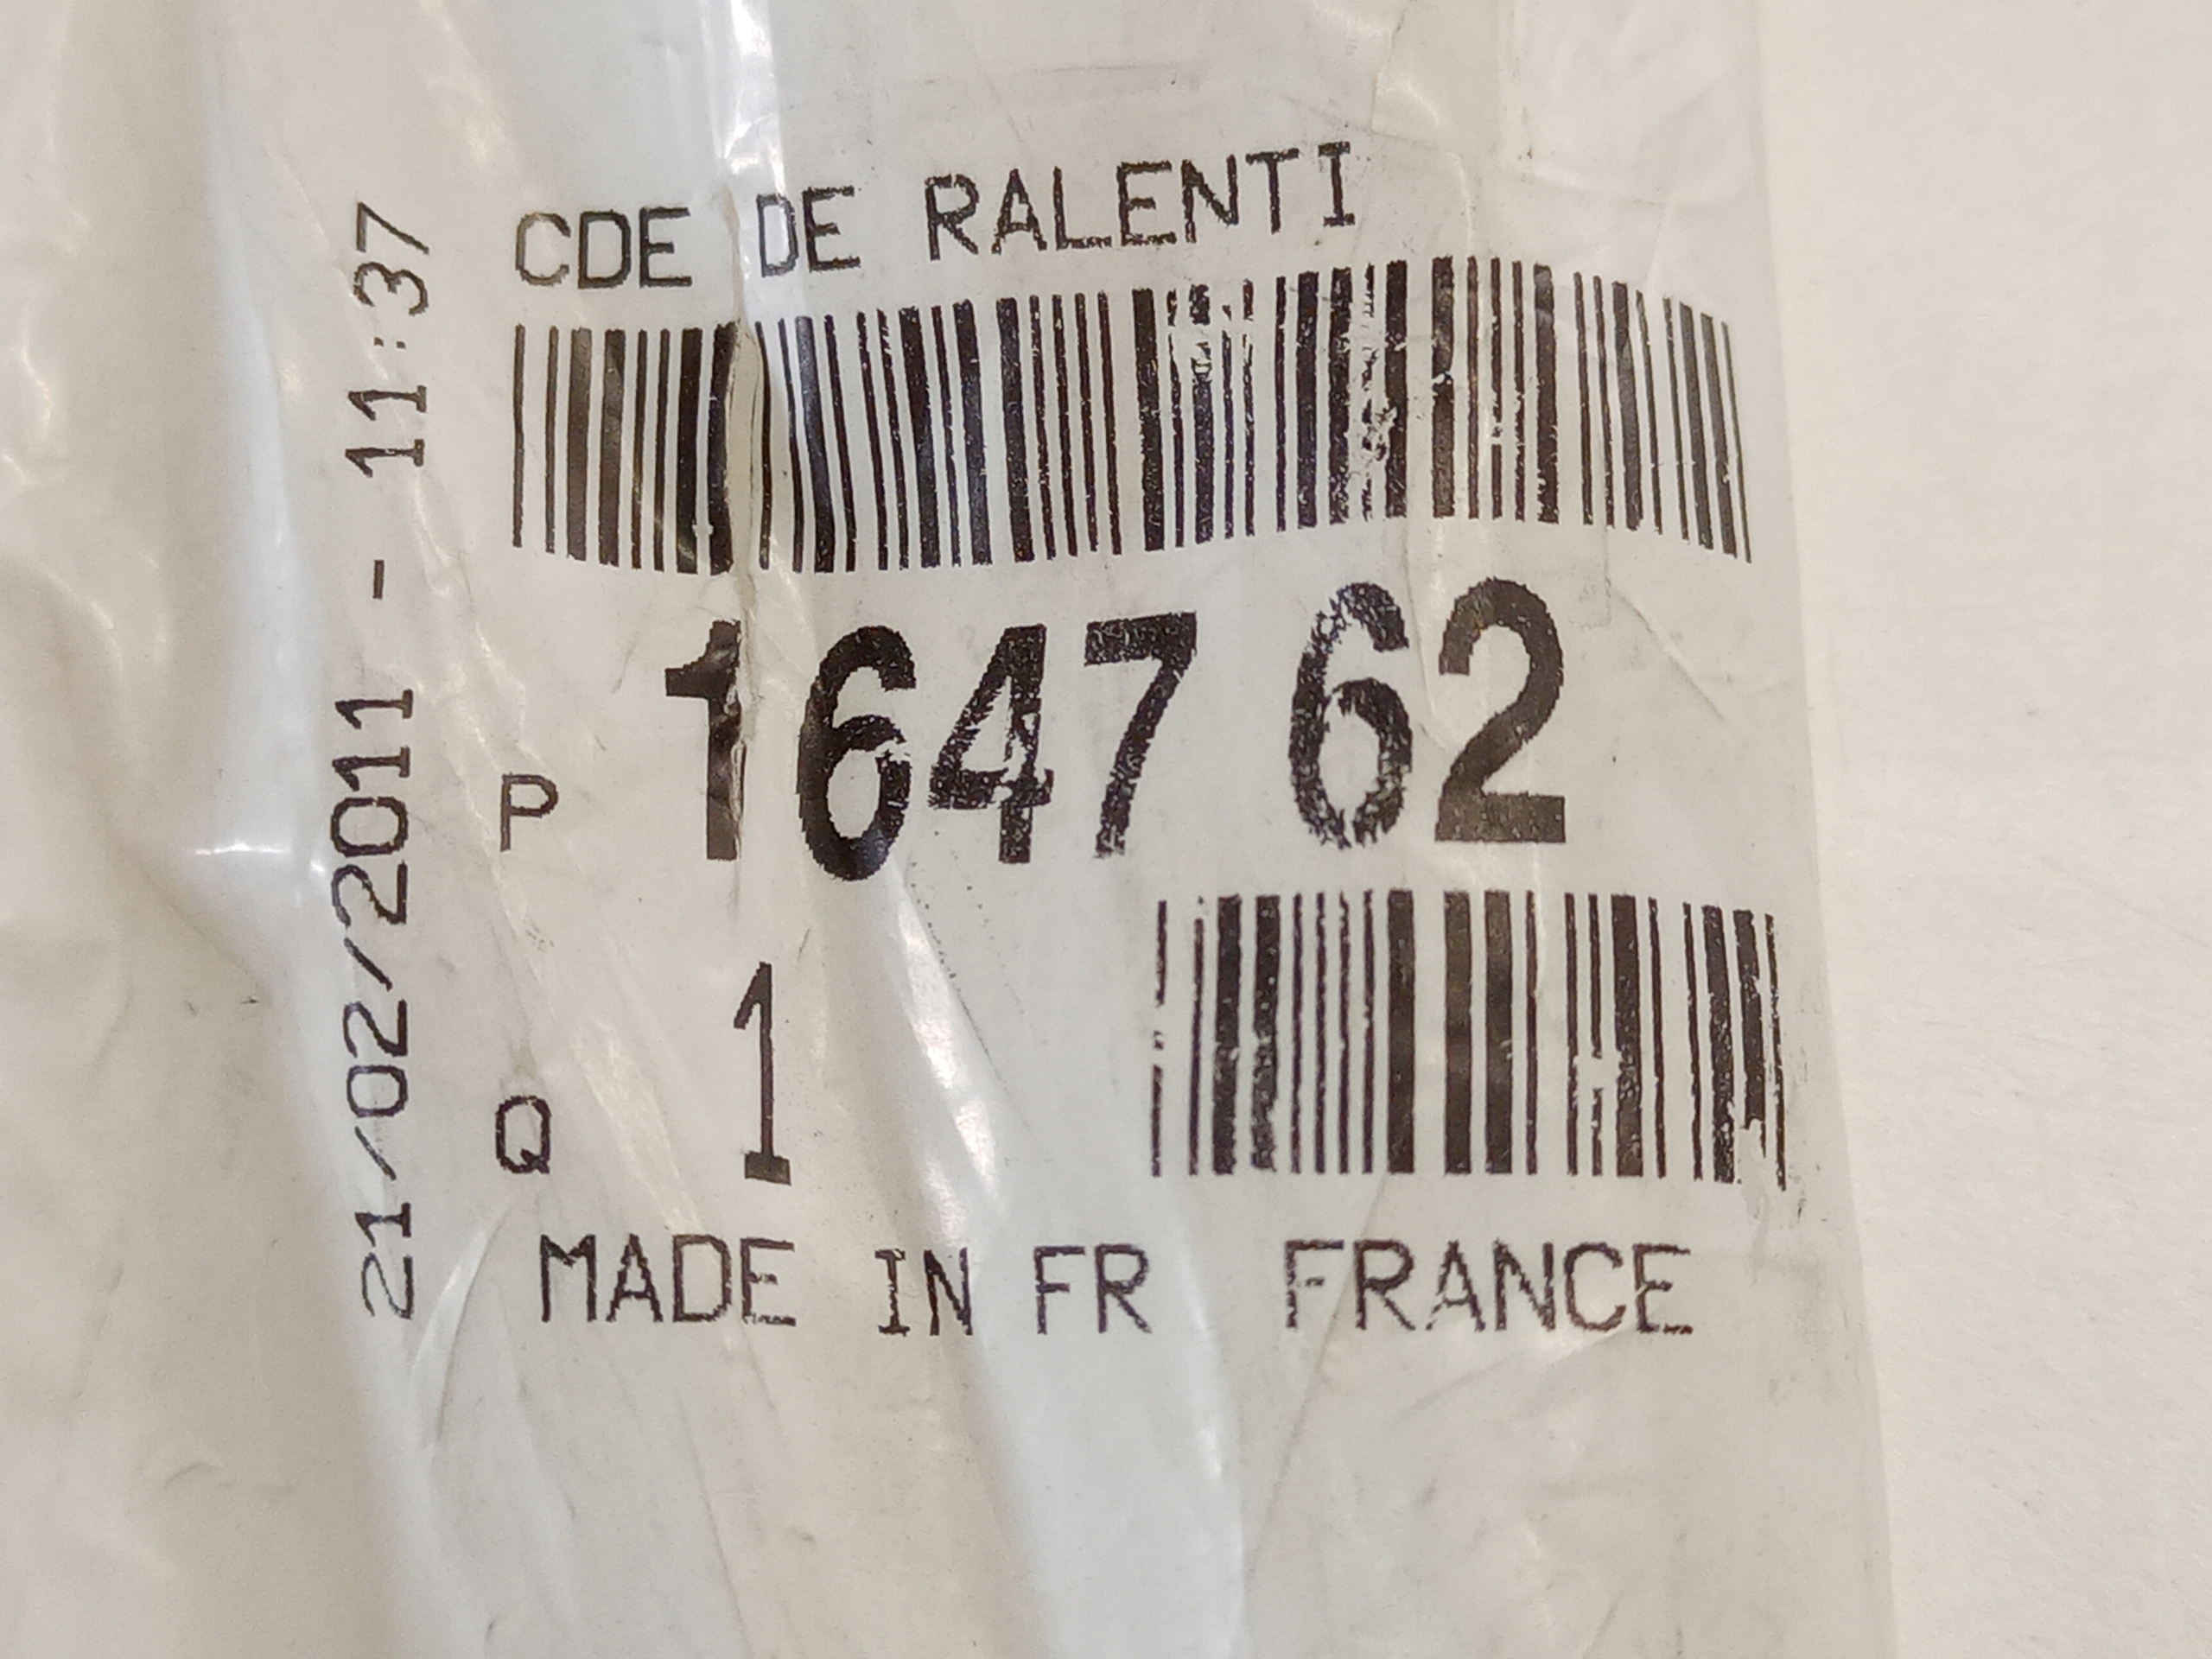 CDE DE RALENTI
P 1647 62
Q 1
MADE IN FR FRANCE
21/02/2011 - 11:37